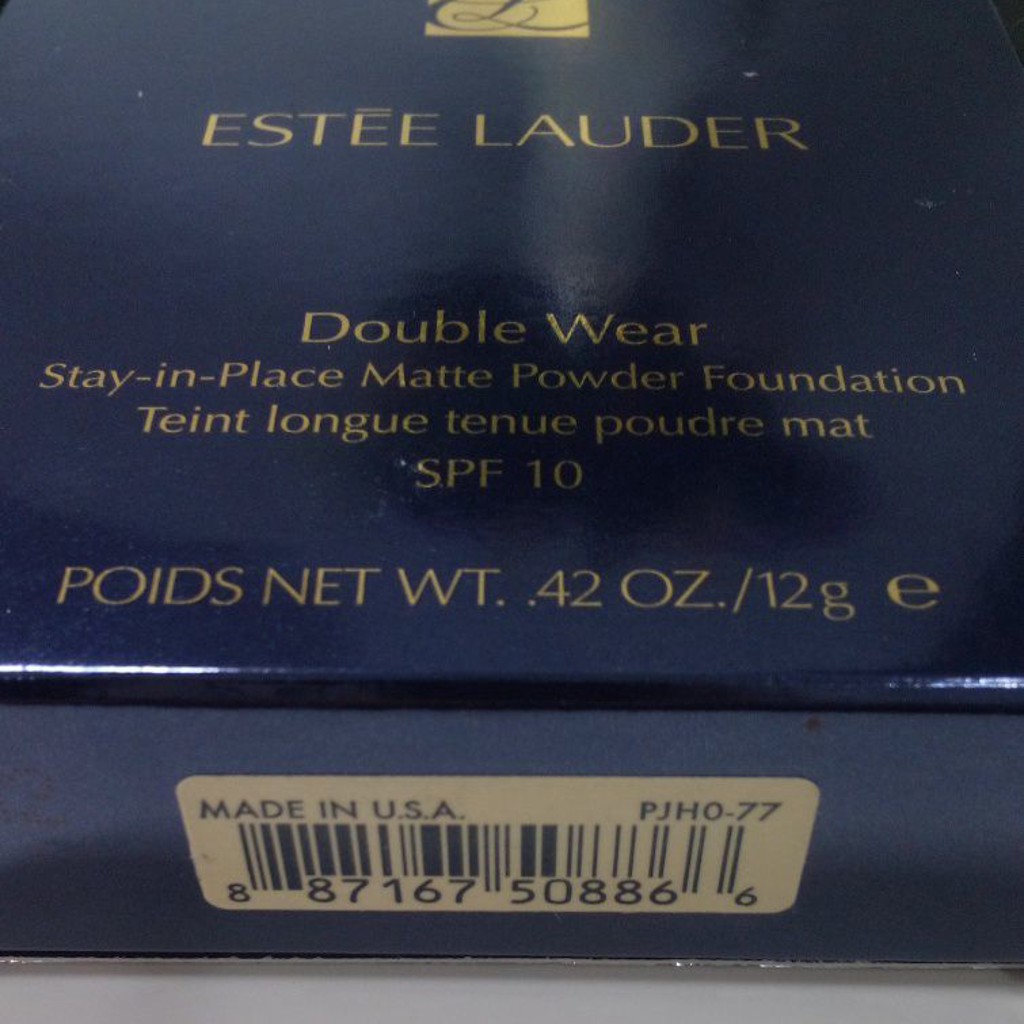 ESTĒE LAUDER
Double Wear
Stay-in-Place Matte Powder Foundation
Teint longue tenue poudre mat
SPF 10
POIDS NET WT. .42 OZ./12g e
MADE IN U.S.A. PJH0-77
8 87167 50886 6